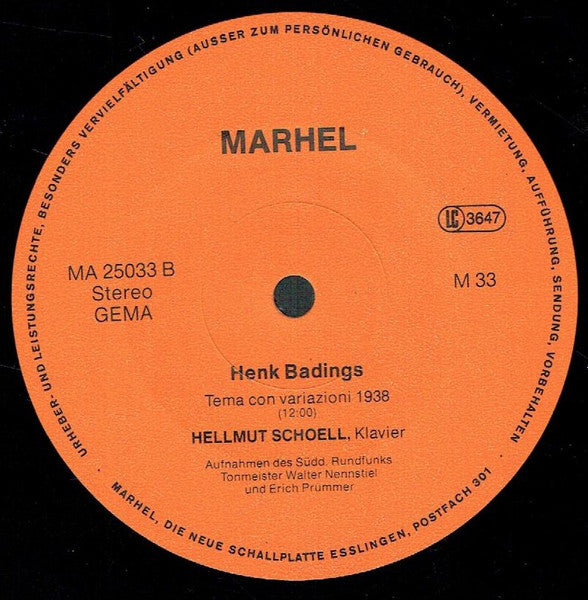 URHEBER- UND LEISTUNGSRECHTE, BESONDERS VERVIELFÄLTIGUNG (AUSSER ZUM PERSÖNLICHEN GEBRAUCH), VERMIETUNG, AUFFÜHRUNG, SENDUNG, VORBEHALTEN
MARHEL
LC 3647
MA 25033 B
Stereo
GEMA
M 33
Henk Badings
Tema con variazioni 1938
(12:00)
HELLMUT SCHOELL, Klavier
Aufnahmen des Südd. Rundfunks
Tonmeister Walter Nennstiel
und Erich Prümmer
· MARHEL, DIE NEUE SCHALLPLATTE ESSLINGEN, POSTFACH 301 ·